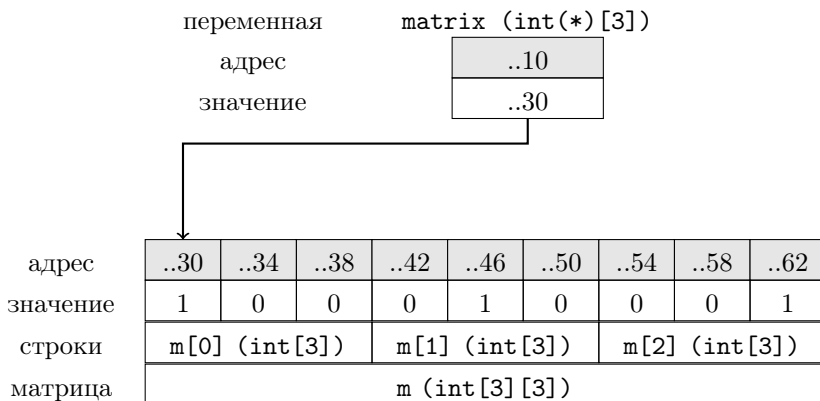 переменная matrix (int(*)[3])
адрес ..10
значение ..30
адрес ..30 ..34 ..38 ..42 ..46 ..50 ..54 ..58 ..62
значение 1 0 0 0 1 0 0 0 1
строки m[0] (int[3]) m[1] (int[3]) m[2] (int[3])
матрица m (int[3][3])